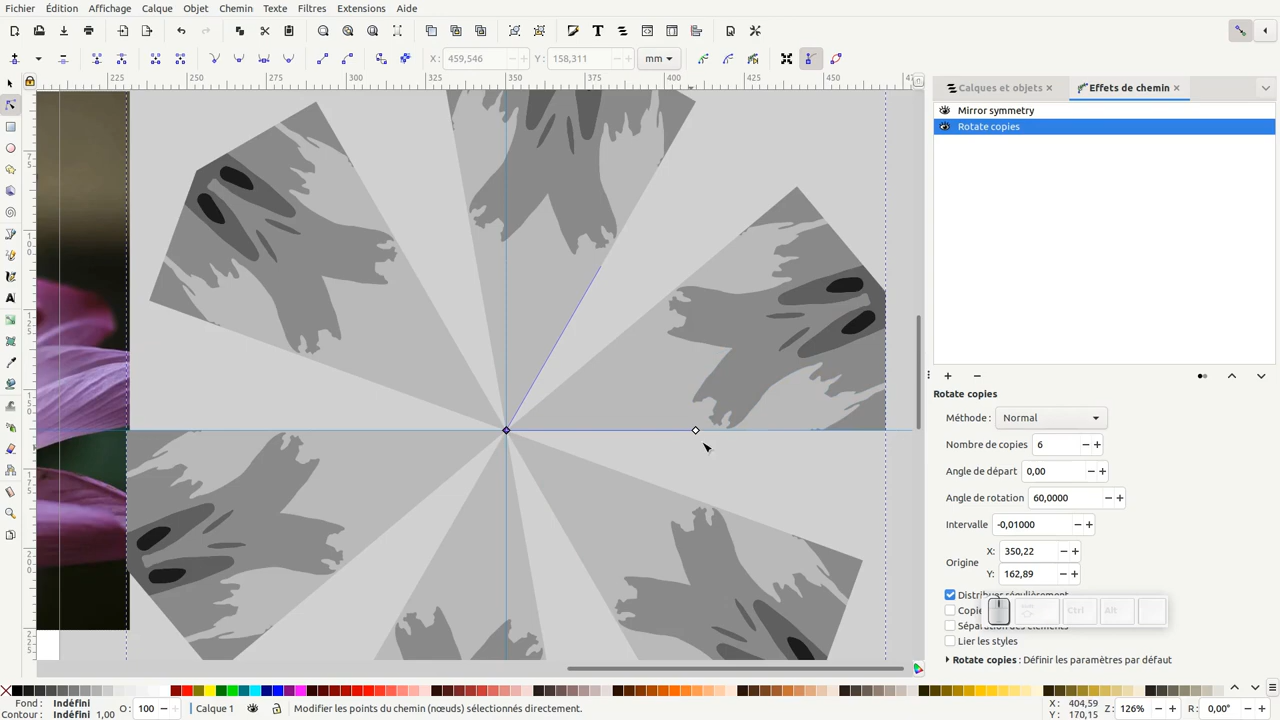 Fichier Édition Affichage Calque Objet Chemin Texte Filtres Extensions Aide
X: 459,546 Y: 158,311 mm
225 250 300 325 350 375 400 425 450
Calques et objets Effets de chemin
Mirror symmetry
Rotate copies
Rotate copies
Méthode : Normal
Nombre de copies 6
Angle de départ 0,00
Angle de rotation 60,0000
Intervalle -0,01000
Origine X: 350,22
Y: 162,89
Distribuer régulièrement
Ctrl Alt
Lier les styles
Rotate copies : Définir les paramètres par défaut
Fond : Indéfini O: 100 Calque 1 Modifier les points du chemin (nœuds) sélectionnés directement. X: 404,59 Z: 126% R: 0,00°
Contour : Indéfini 1,00 Y: 170,15